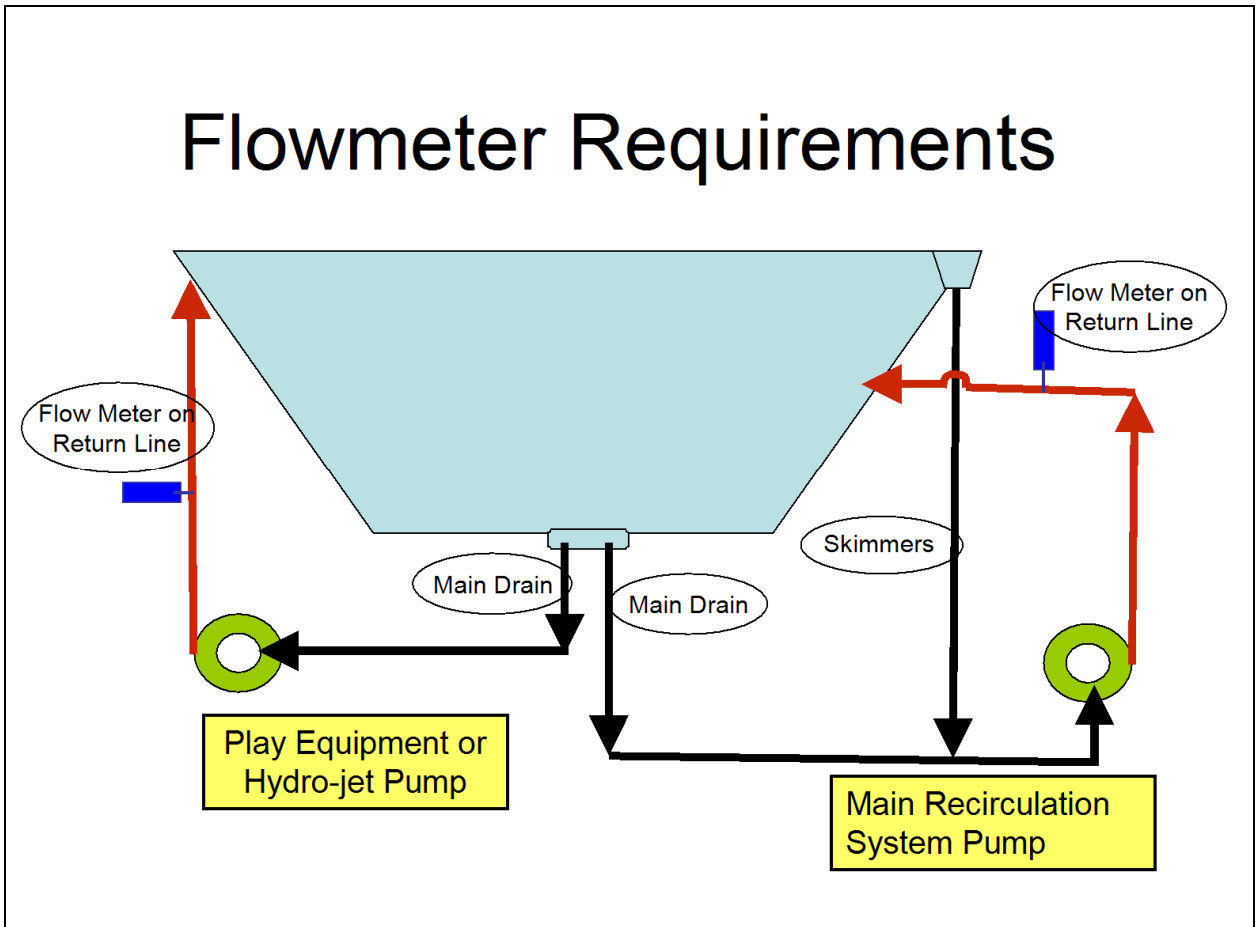 Flowmeter Requirements
Flow Meter on
Return Line
Flow Meter on
Return Line
Skimmers
Main Drain
Main Drain
Play Equipment or
Hydro-jet Pump
Main Recirculation
System Pump